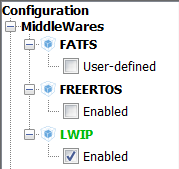 Configuration
MiddleWares
FATFS
User-defined
FREERTOS
Enabled
LWIP
Enabled